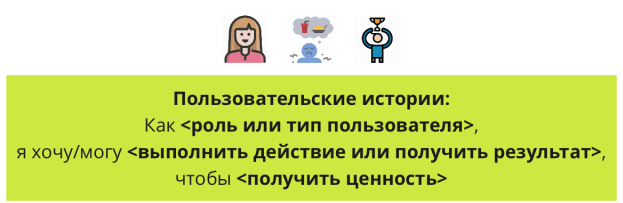 Пользовательские истории:
Как <роль или тип пользователя>,
я хочу/могу <выполнить действие или получить результат>,
чтобы <получить ценность>